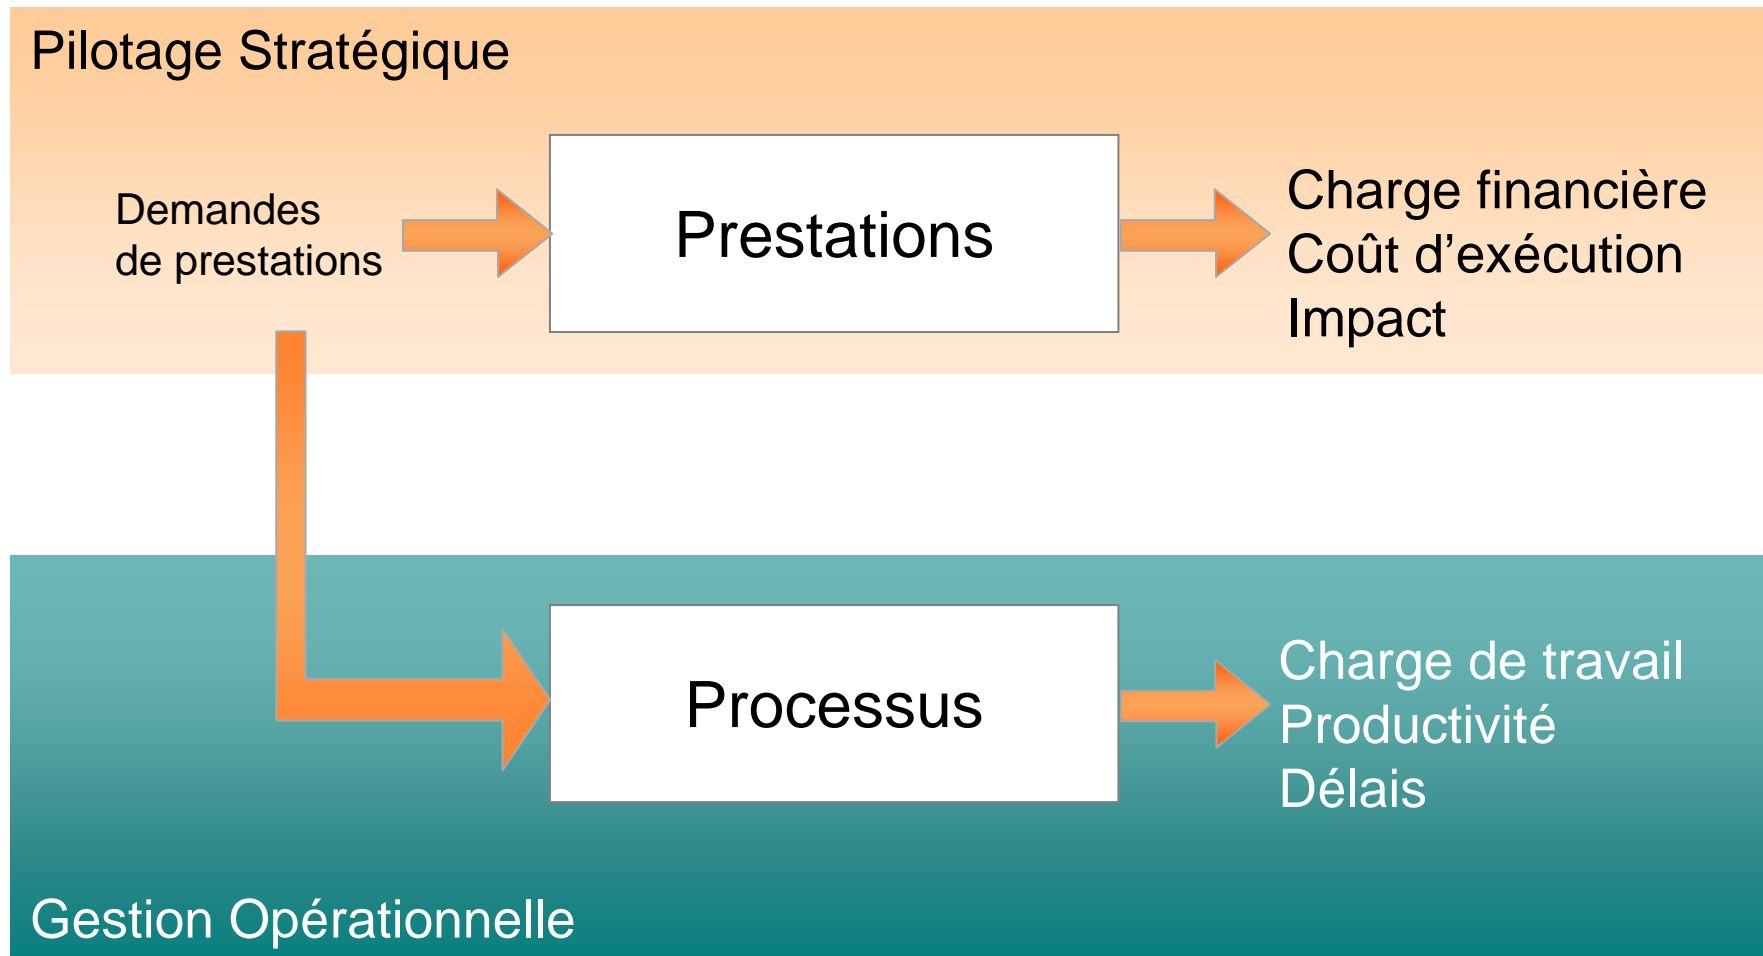 Pilotage Stratégique
Demandes
de prestations
Prestations
Charge financière
Coût d’exécution
Impact
Processus
Charge de travail
Productivité
Délais
Gestion Opérationnelle